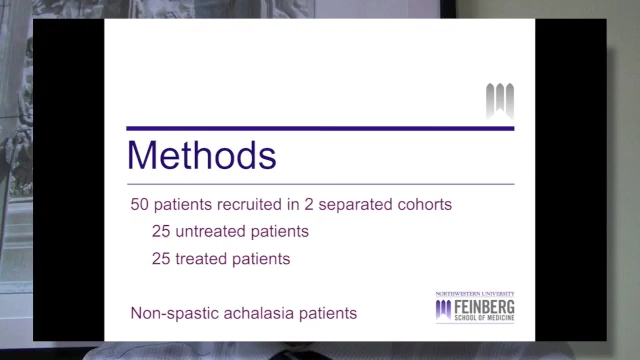 Methods
50 patients recruited in 2 separated cohorts
25 untreated patients
25 treated patients
Non-spastic achalasia patients
NORTHWESTERN UNIVERSITY
FEINBERG
SCHOOL OF MEDICINE